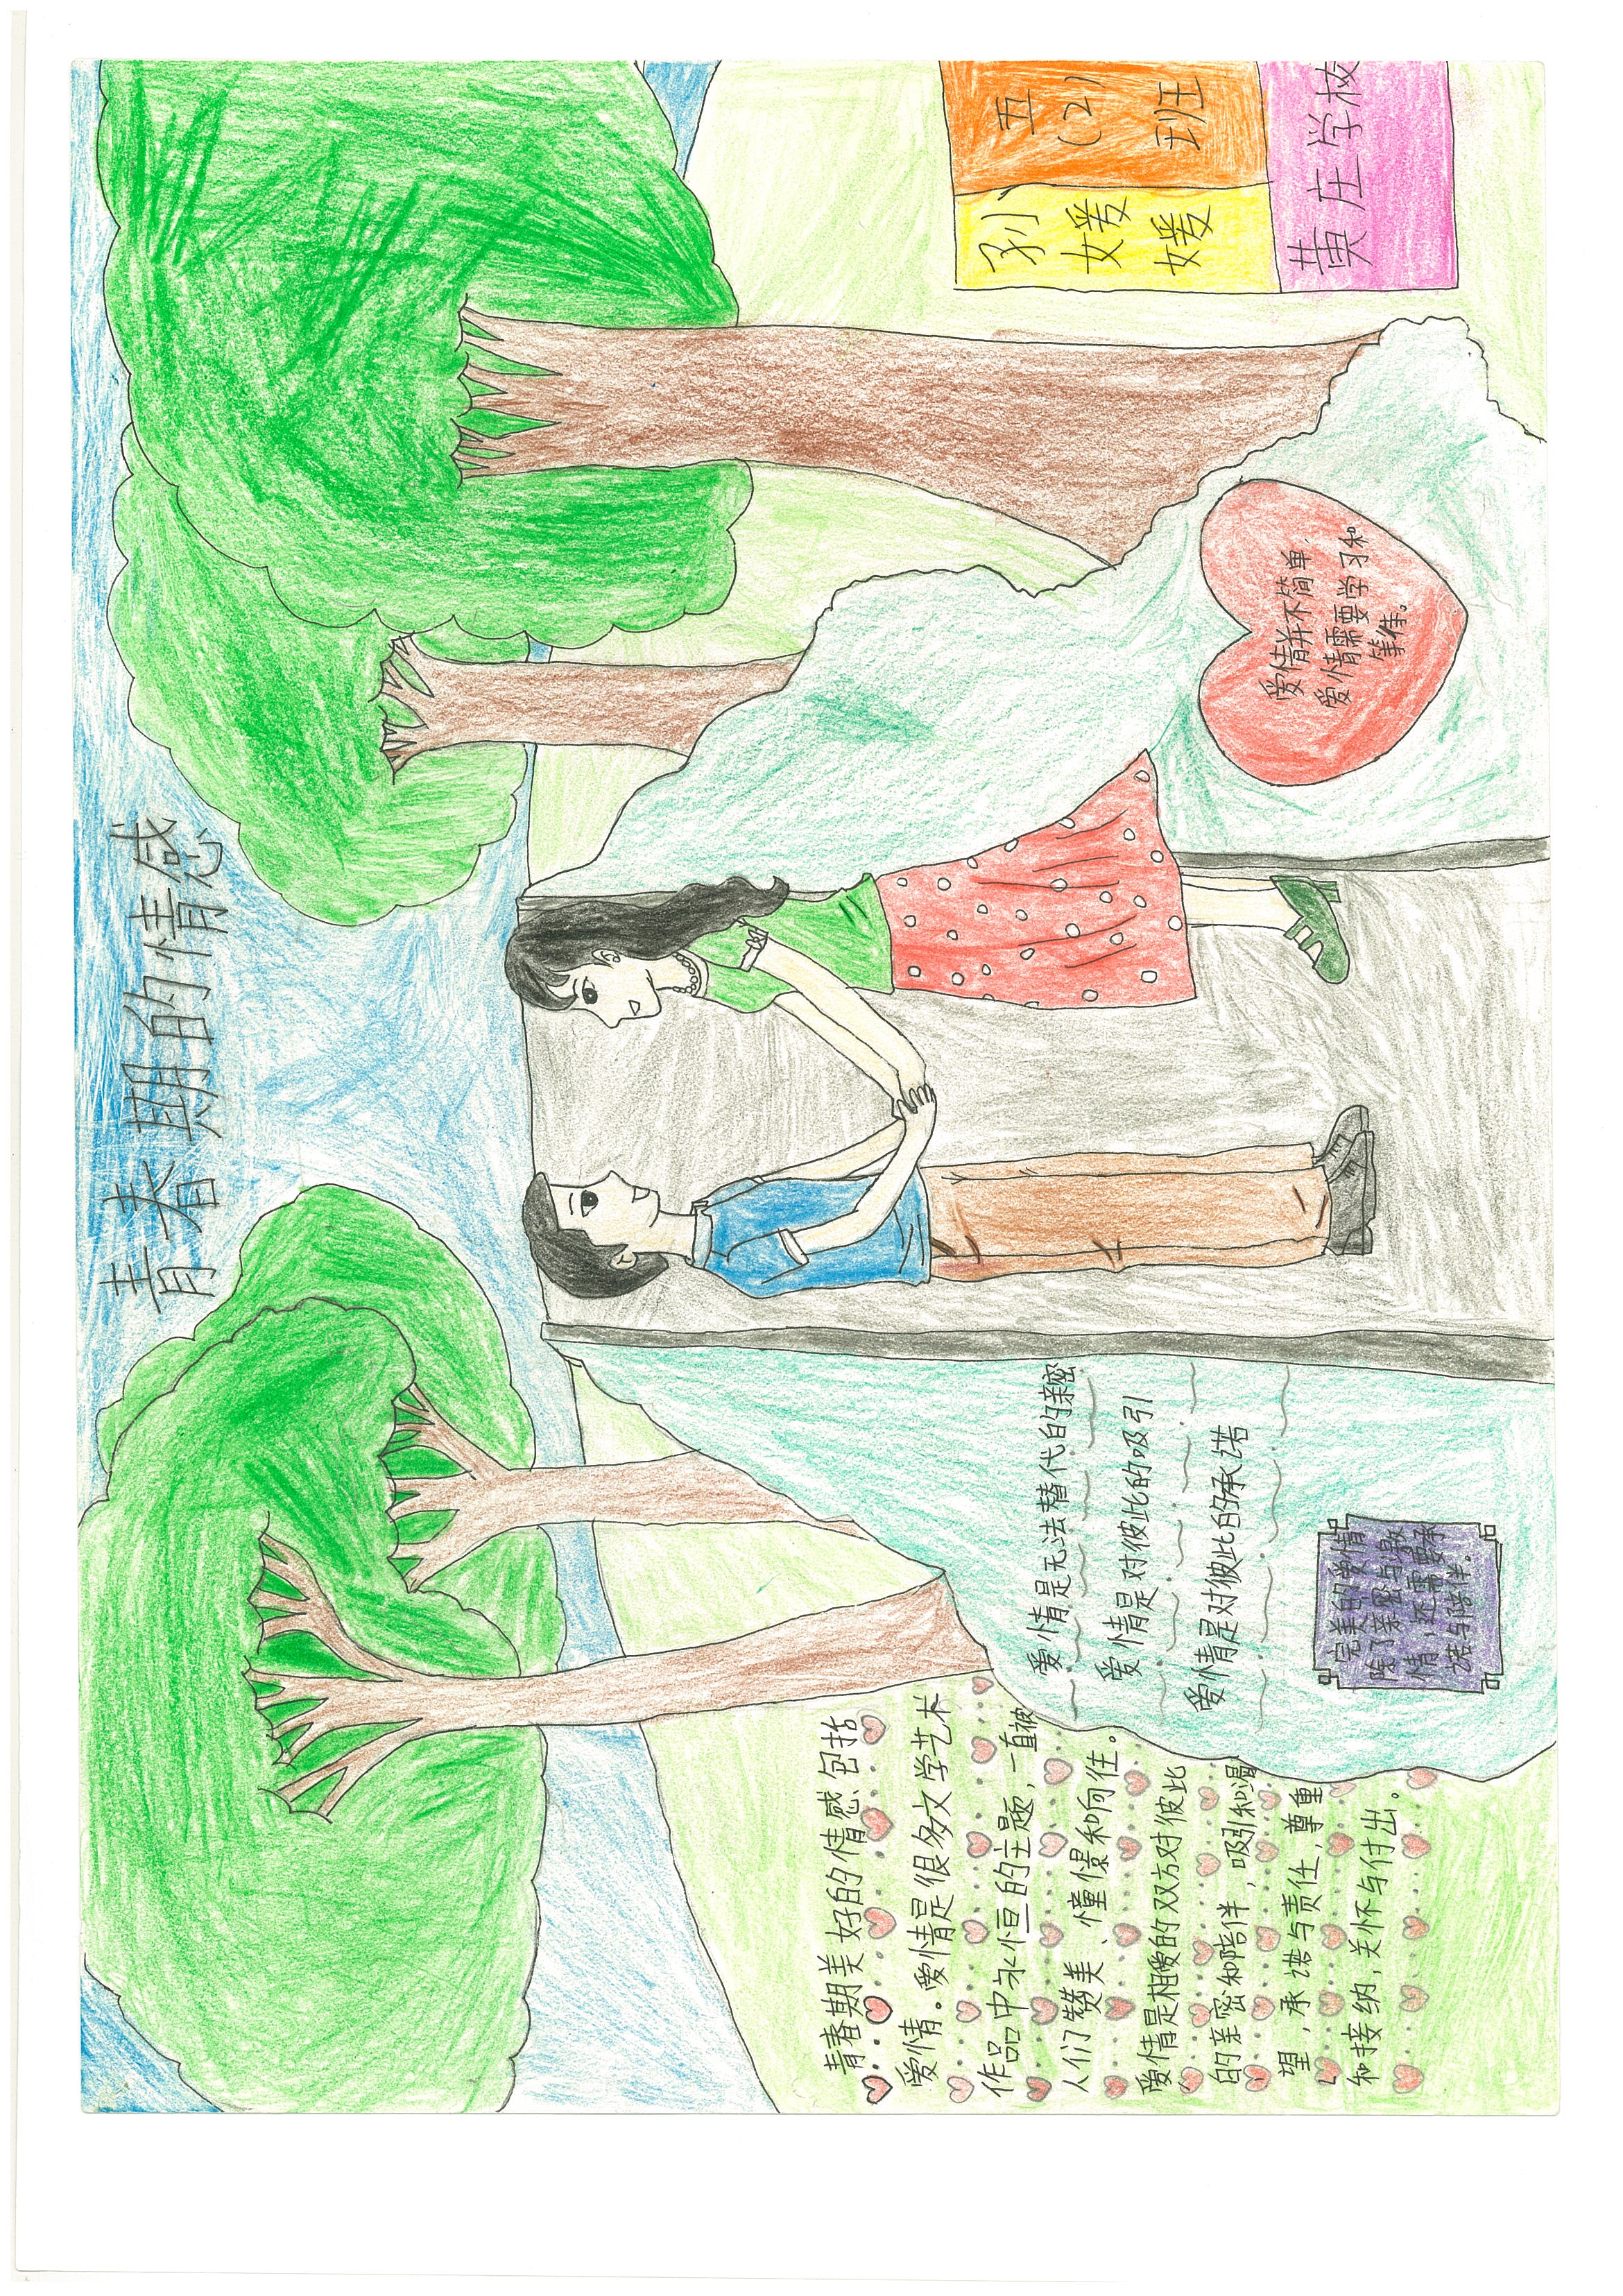 青春期的情感
青春期美好的情感包括
爱情。爱情是很多文学艺术
作品中永恒的主题，一直被
人们赞美、憧憬和向往。
爱情是相爱的双方对彼此
的亲密和陪伴，吸引和渴
望，承诺与责任，尊重
和接纳，关怀与付出。
爱情是无法替代的亲密
爱情是对彼此的吸引
爱情是对彼此的承诺
完美的爱情
除了亲密与激
情，还需要承
诺与陪伴。
爱情并不简单，
爱情需要学习和
等待。
孙媛媛
五(2)班
黄庄学校